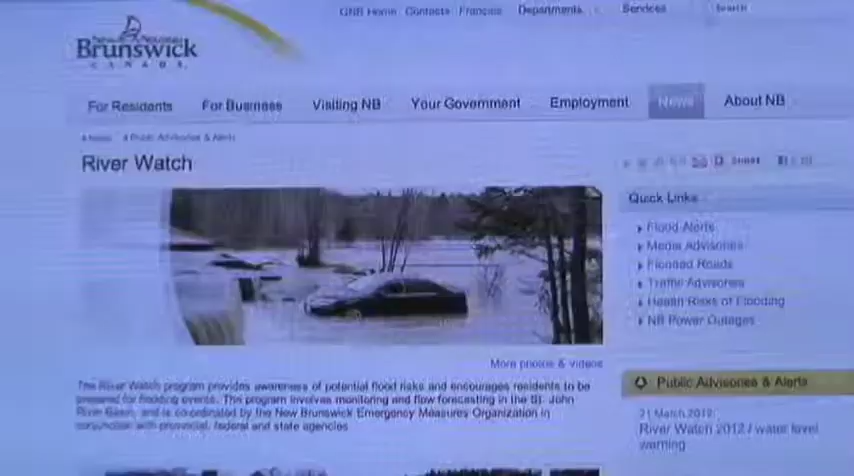 GNB Home Contacts Français Departments Services Search
Brunswick
CANADA
For Residents For Business Visiting NB Your Government Employment News About NB
Public Advisories & Alerts
River Watch
Quick Links
Flood Alerts
Media Advisories
Flooded Roads
Traffic Advisories
Health Risks of Flooding
NB Power Outages
More photos & videos
The River Watch program provides awareness of potential flood risks and encourages residents to be
prepared for flooding events. The program involves monitoring and flow forecasting in the St. John
River Basin, and is co-ordinated by the New Brunswick Emergency Measures Organization in
conjunction with provincial, federal and state agencies.
Public Advisories & Alerts
21 March 2012
River Watch 2012 / water level
warning